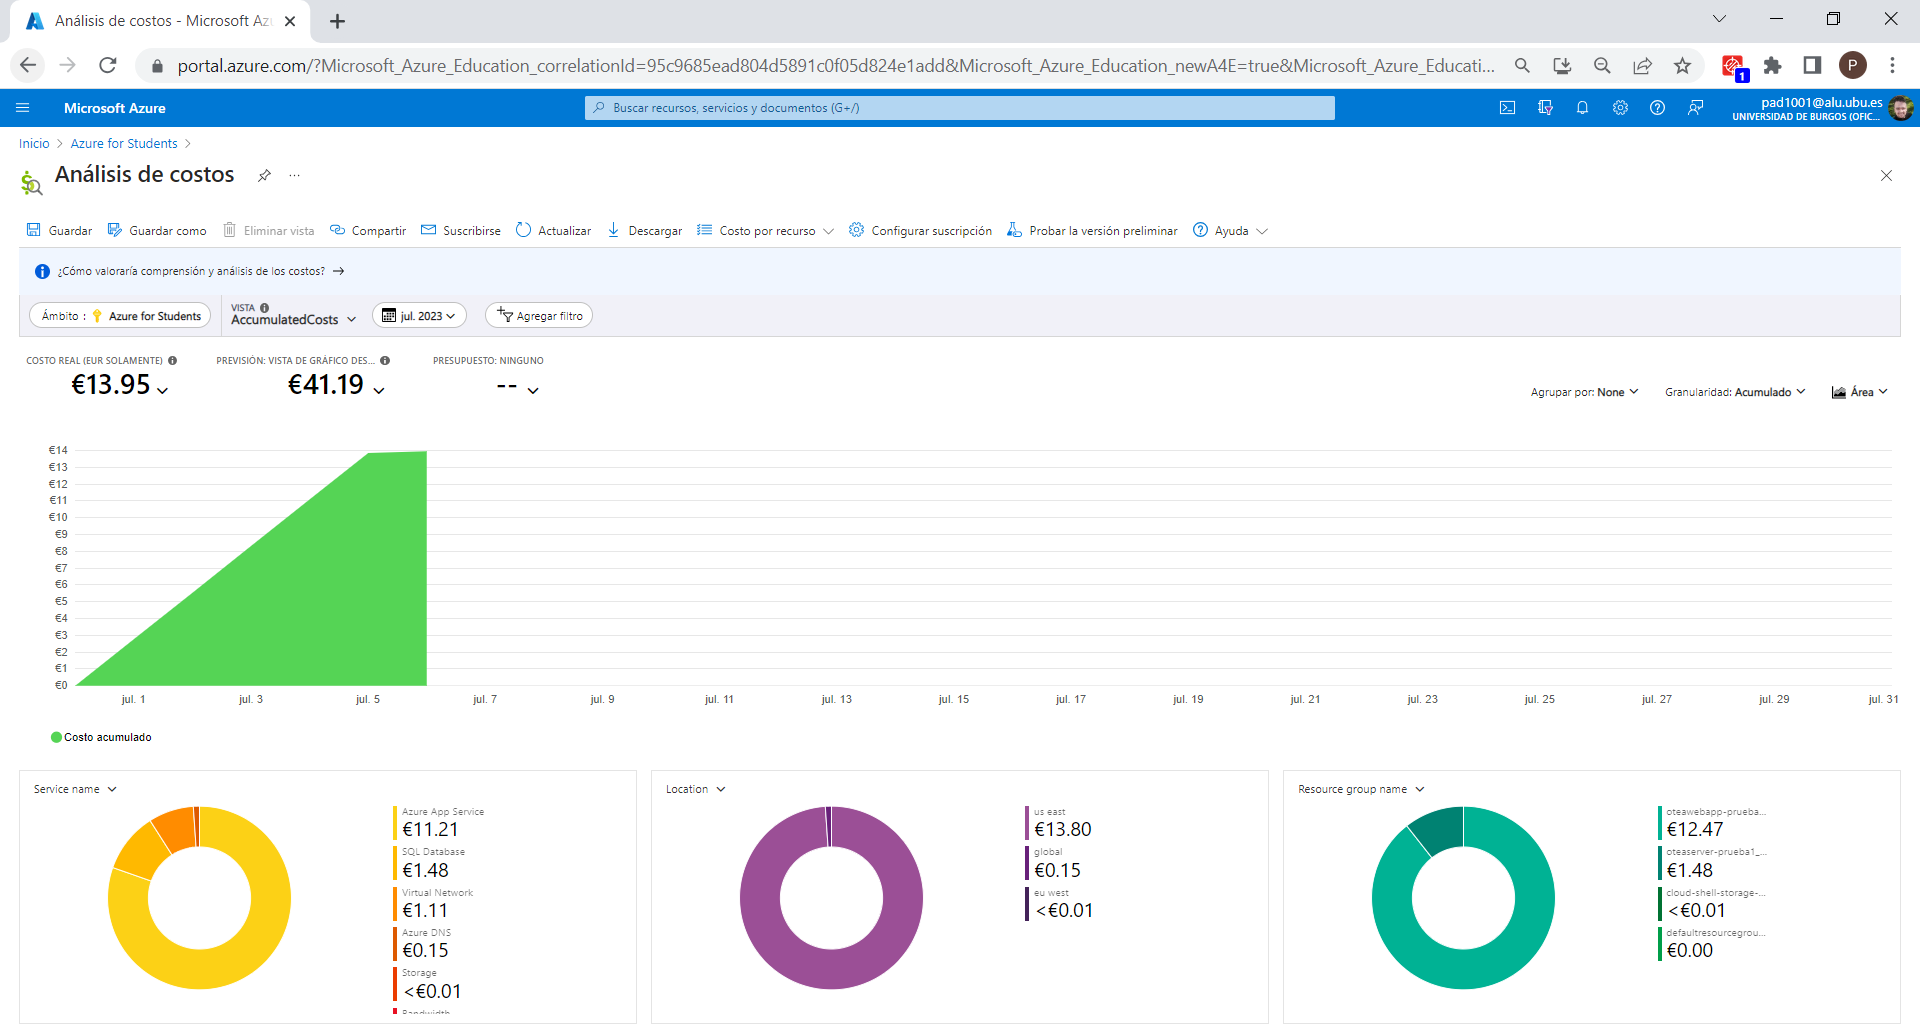 Análisis de costos - Microsoft Az
portal.azure.com/?Microsoft_Azure_Education_correlationId=95c9685ead804d5891c0f05d824e1add&Microsoft_Azure_Education_newA4E=true&Microsoft_Azure_Educati...
1
P
Microsoft Azure
Buscar recursos, servicios y documentos (G+/)
pad1001@alu.ubu.es
UNIVERSIDAD DE BURGOS (OFIC...
Inicio > Azure for Students >
Análisis de costos
Guardar Guardar como Eliminar vista Compartir Suscribirse Actualizar Descargar Costo por recurso Configurar suscripción Probar la versión preliminar Ayuda
¿Cómo valoraría comprensión y análisis de los costos? →
Ámbito : Azure for Students
VISTA
AccumulatedCosts
jul. 2023
Agregar filtro
COSTO REAL (EUR SOLAMENTE)
€13.95
PREVISIÓN: VISTA DE GRÁFICO DES...
€41.19
PRESUPUESTO: NINGUNO
--
Agrupar por: None
Granularidad: Acumulado
Área
€14
€13
€12
€11
€10
€9
€8
€7
€6
€5
€4
€3
€2
€1
€0
jul. 1 jul. 3 jul. 5 jul. 7 jul. 9 jul. 11 jul. 13 jul. 15 jul. 17 jul. 19 jul. 21 jul. 23 jul. 25 jul. 27 jul. 29 jul. 31
Costo acumulado
Service name
Azure App Service
€11.21
SQL Database
€1.48
Virtual Network
€1.11
Azure DNS
€0.15
Storage
<€0.01
Bandwidth
Location
us east
€13.80
global
€0.15
eu west
<€0.01
Resource group name
oteawebapp-prueba...
€12.47
oteaserver-prueba1_...
€1.48
cloud-shell-storage-...
<€0.01
defaultresourcegrou...
€0.00